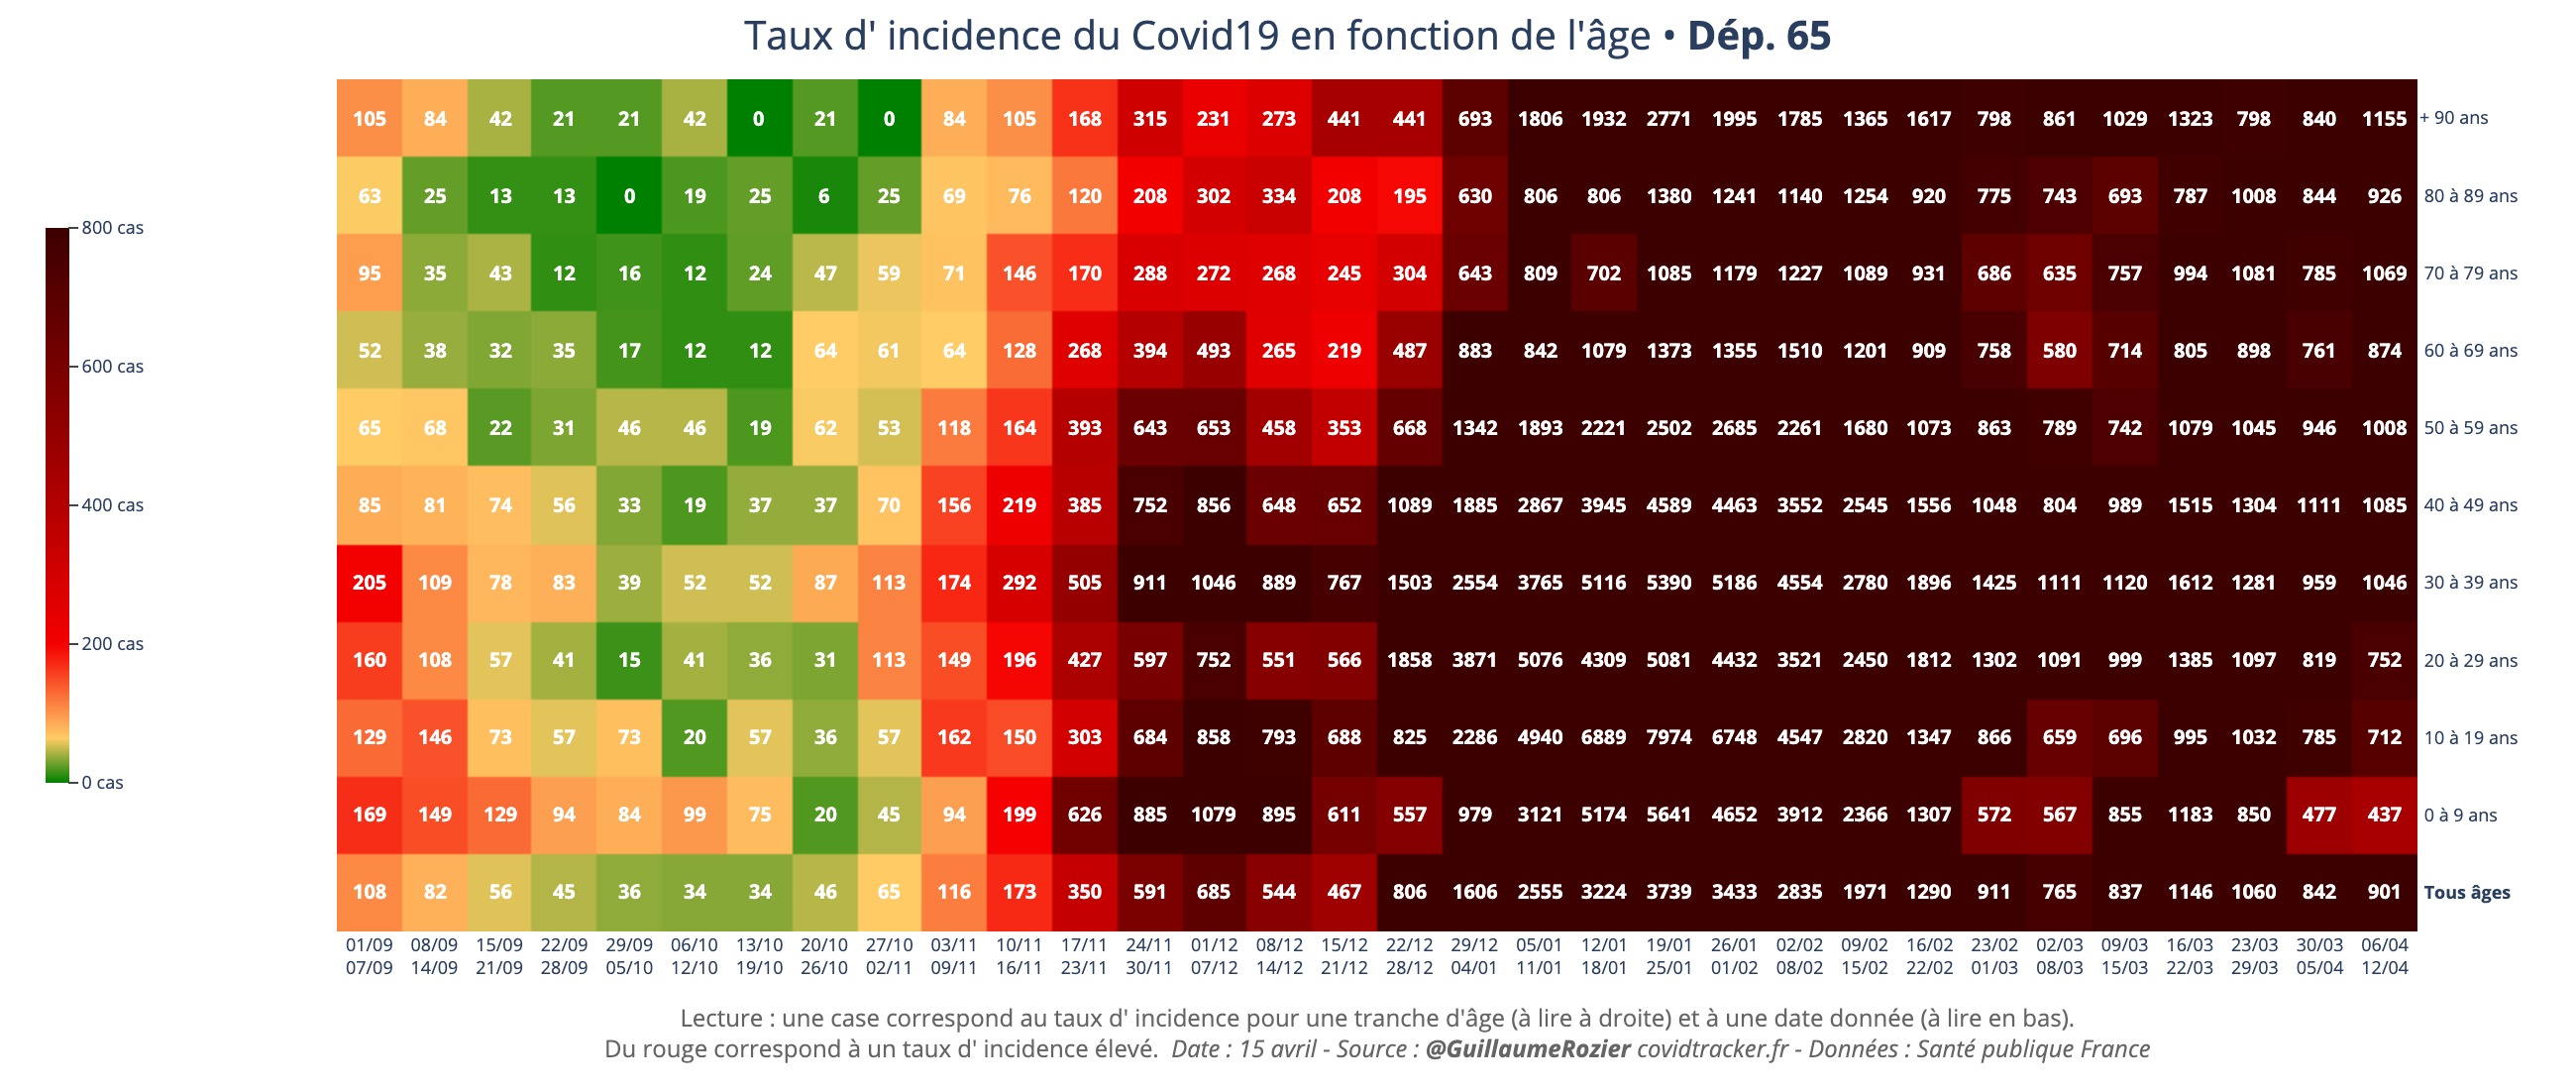 Taux d' incidence du Covid19 en fonction de l'âge • Dép. 65
800 cas
600 cas
400 cas
200 cas
0 cas
105 84 42 21 21 42 0 21 0 84 105 168 315 231 273 441 441 693 1806 1932 2771 1995 1785 1365 1617 798 861 1029 1323 798 840 1155 + 90 ans
63 25 13 13 0 19 25 6 25 69 76 120 208 302 334 208 195 630 806 806 1380 1241 1140 1254 920 775 743 693 787 1008 844 926 80 à 89 ans
95 35 43 12 16 12 24 47 59 71 146 170 288 272 268 245 304 643 809 702 1085 1179 1227 1089 931 686 635 757 994 1081 785 1069 70 à 79 ans
52 38 32 35 17 12 12 64 61 64 128 268 394 493 265 219 487 883 842 1079 1373 1355 1510 1201 909 758 580 714 805 898 761 874 60 à 69 ans
65 68 22 31 46 46 19 62 53 118 164 393 643 653 458 353 668 1342 1893 2221 2502 2685 2261 1680 1073 863 789 742 1079 1045 946 1008 50 à 59 ans
85 81 74 56 33 19 37 37 70 156 219 385 752 856 648 652 1089 1885 2867 3945 4589 4463 3552 2545 1556 1048 804 989 1515 1304 1111 1085 40 à 49 ans
205 109 78 83 39 52 52 87 113 174 292 505 911 1046 889 767 1503 2554 3765 5116 5390 5186 4554 2780 1896 1425 1111 1120 1612 1281 959 1046 30 à 39 ans
160 108 57 41 15 41 36 31 113 149 196 427 597 752 551 566 1858 3871 5076 4309 5081 4432 3521 2450 1812 1302 1091 999 1385 1097 819 752 20 à 29 ans
129 146 73 57 73 20 57 36 57 162 150 303 684 858 793 688 825 2286 4940 6889 7974 6748 4547 2820 1347 866 659 696 995 1032 785 712 10 à 19 ans
169 149 129 94 84 99 75 20 45 94 199 626 885 1079 895 611 557 979 3121 5174 5641 4652 3912 2366 1307 572 567 855 1183 850 477 437 0 à 9 ans
108 82 56 45 36 34 34 46 65 116 173 350 591 685 544 467 806 1606 2555 3224 3739 3433 2835 1971 1290 911 765 837 1146 1060 842 901 Tous âges
01/09 08/09 15/09 22/09 29/09 06/10 13/10 20/10 27/10 03/11 10/11 17/11 24/11 01/12 08/12 15/12 22/12 29/12 05/01 12/01 19/01 26/01 02/02 09/02 16/02 23/02 02/03 09/03 16/03 23/03 30/03 06/04
07/09 14/09 21/09 28/09 05/10 12/10 19/10 26/10 02/11 09/11 16/11 23/11 30/11 07/12 14/12 21/12 28/12 04/01 11/01 18/01 25/01 01/02 08/02 15/02 22/02 01/03 08/03 15/03 22/03 29/03 05/04 12/04
Lecture : une case correspond au taux d' incidence pour une tranche d'âge (à lire à droite) et à une date donnée (à lire en bas).
Du rouge correspond à un taux d' incidence élevé. Date : 15 avril - Source : @GuillaumeRozier covidtracker.fr - Données : Santé publique France